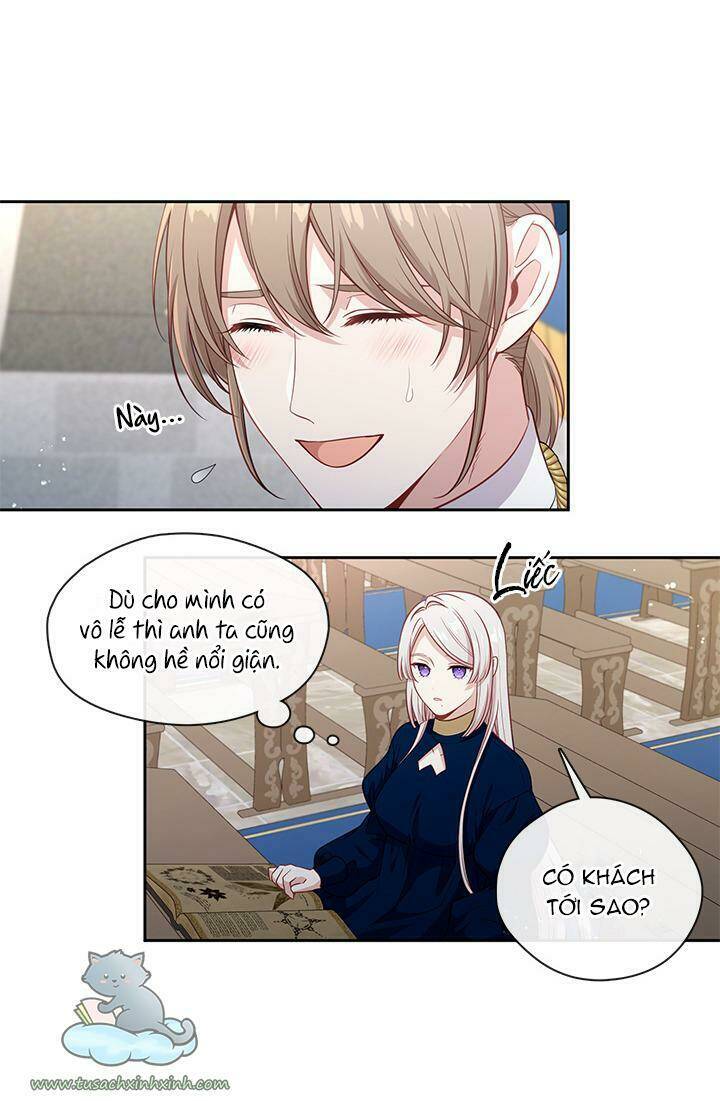 Này...
Liếc
Dù cho mình có
vô lễ thì anh ta cũng
không hề nổi giận.
CÓ KHÁCH
TỚI SAO?
www.tusachxinhxinh.com